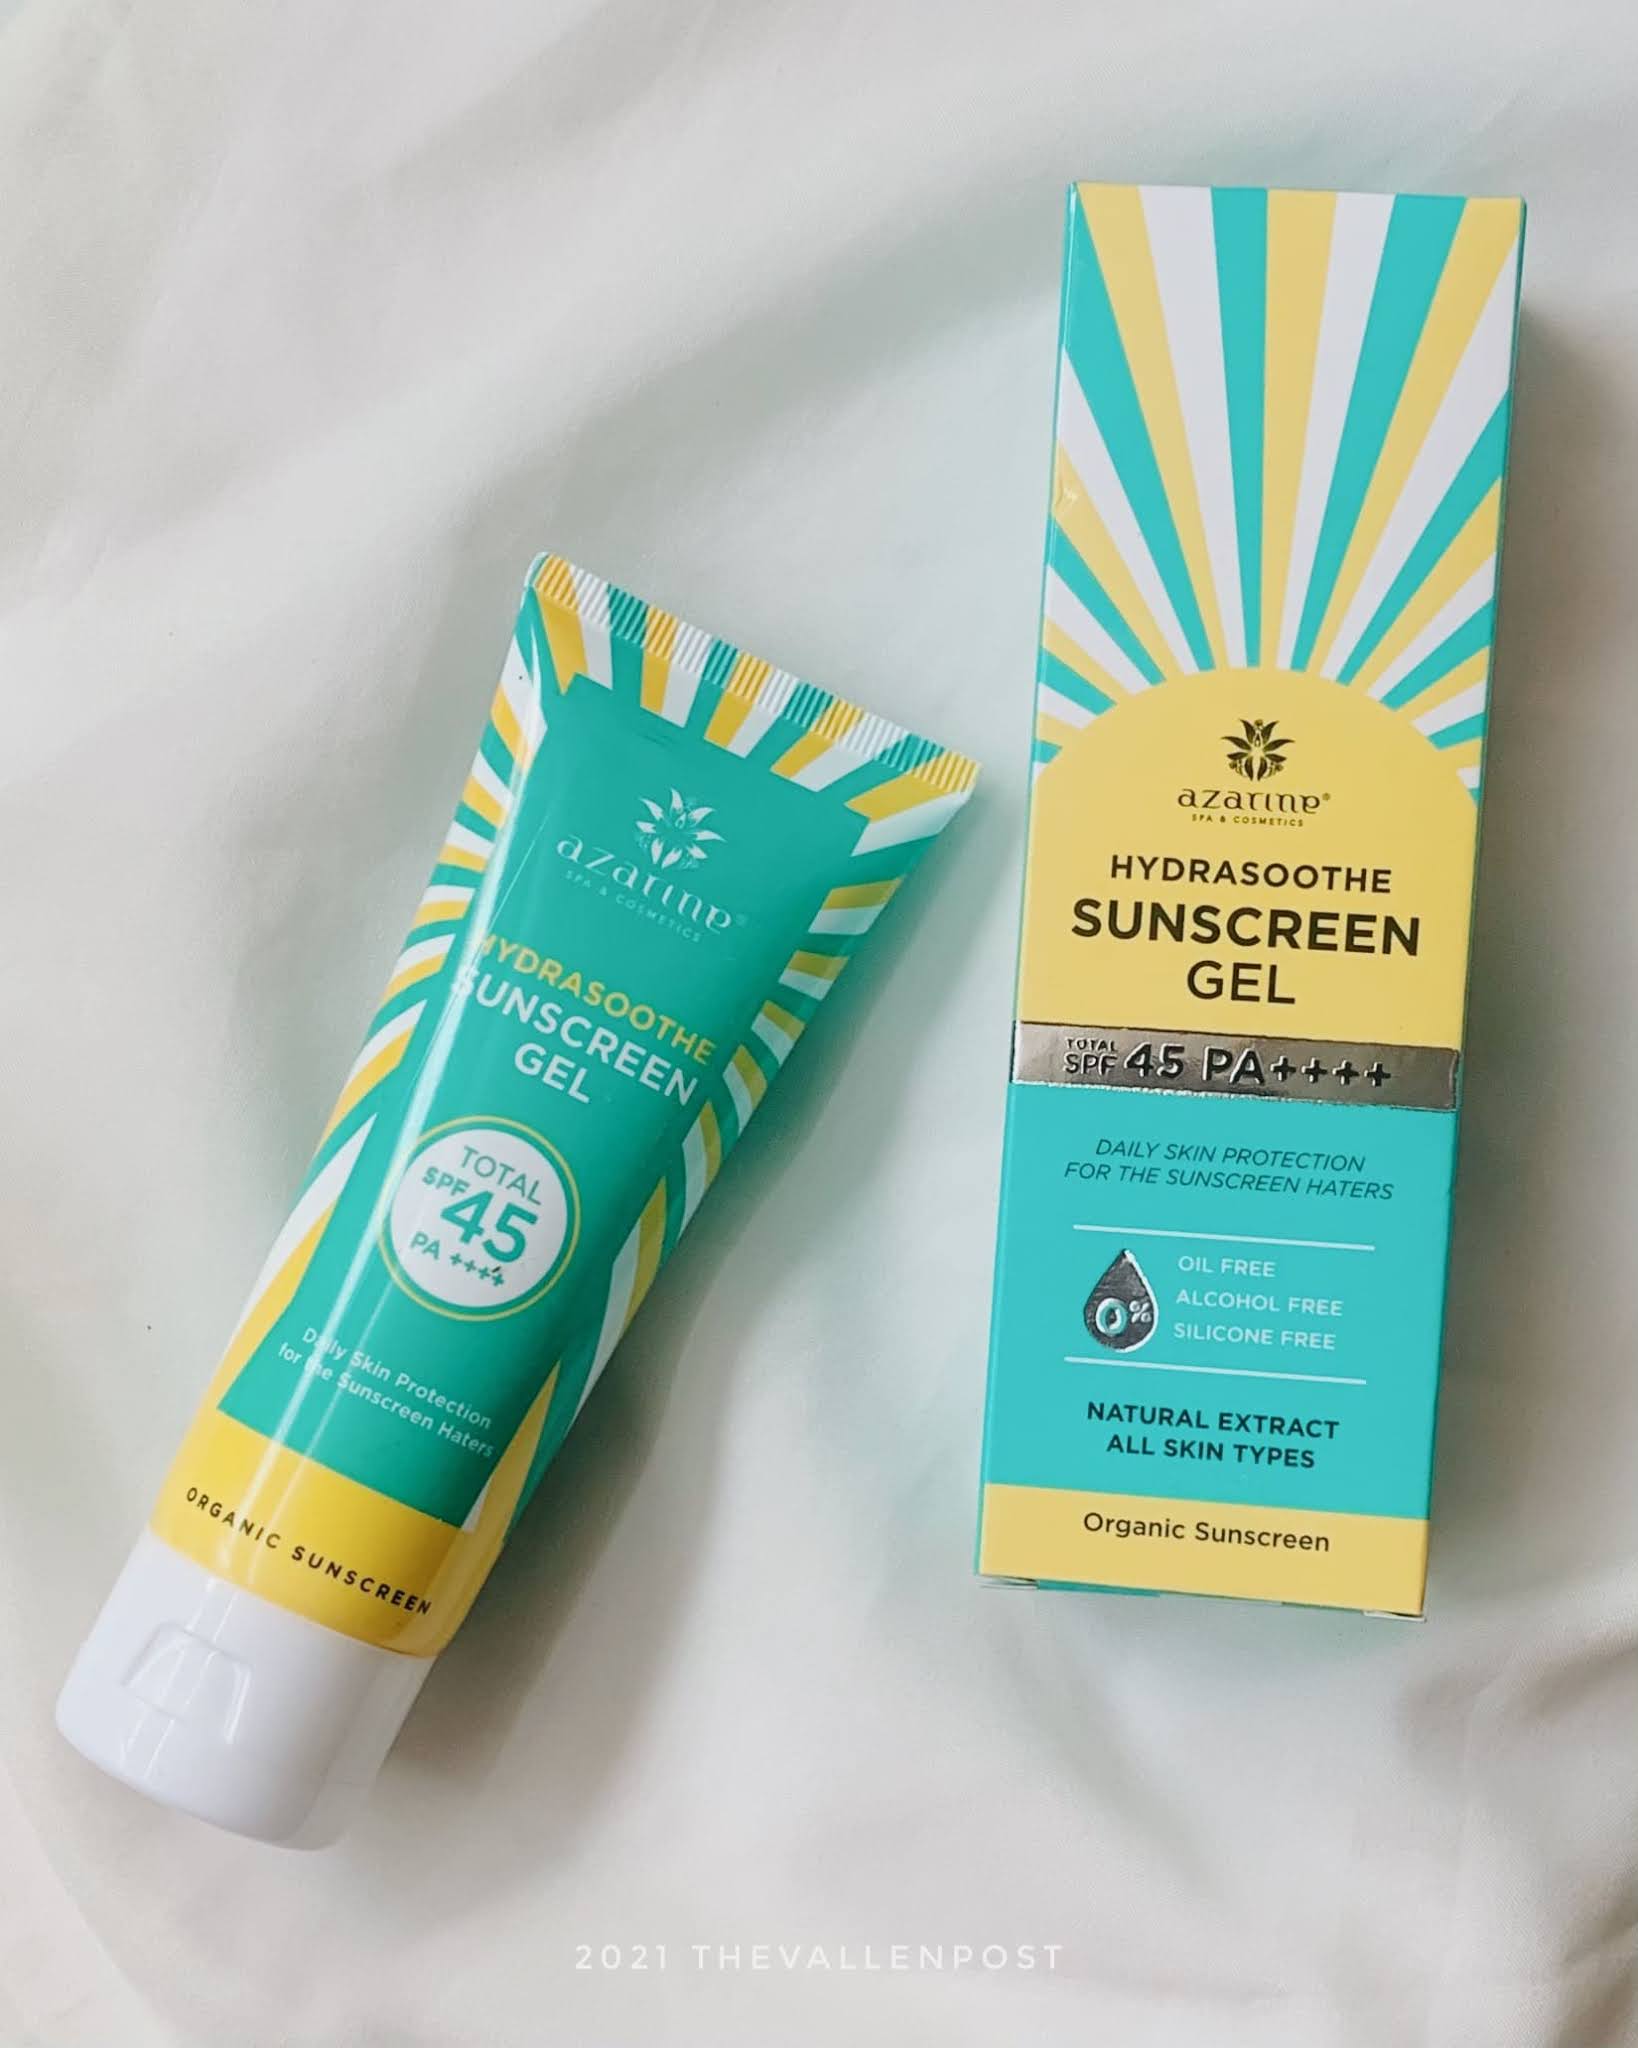 azarine®
SPA & COSMETICS
HYDRASOOTHE
SUNSCREEN
GEL
TOTAL
SPF 45
PA ++++
Daily Skin Protection
for the Sunscreen Haters
ORGANIC SUNSCREEN
azarine®
SPA & COSMETICS
HYDRASOOTHE
SUNSCREEN
GEL
TOTAL
SPF 45 PA++++
DAILY SKIN PROTECTION
FOR THE SUNSCREEN HATERS
0%
OIL FREE
ALCOHOL FREE
SILICONE FREE
NATURAL EXTRACT
ALL SKIN TYPES
Organic Sunscreen
2021 THEVALLENPOST